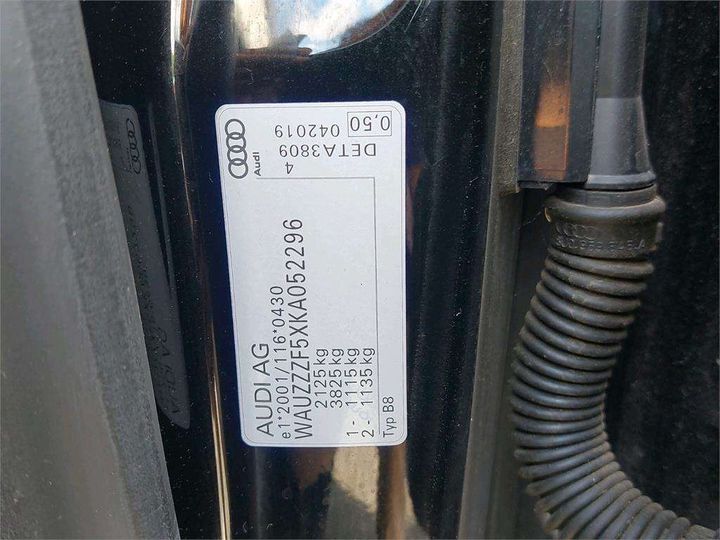 AUDI AG
e1*2001/116*0430
WAUZZZF5XKA052296
2125kg
3825kg
1- 1115kg
2- 1135kg
Typ B8
Audi
4
DETA3809
042019
0,50